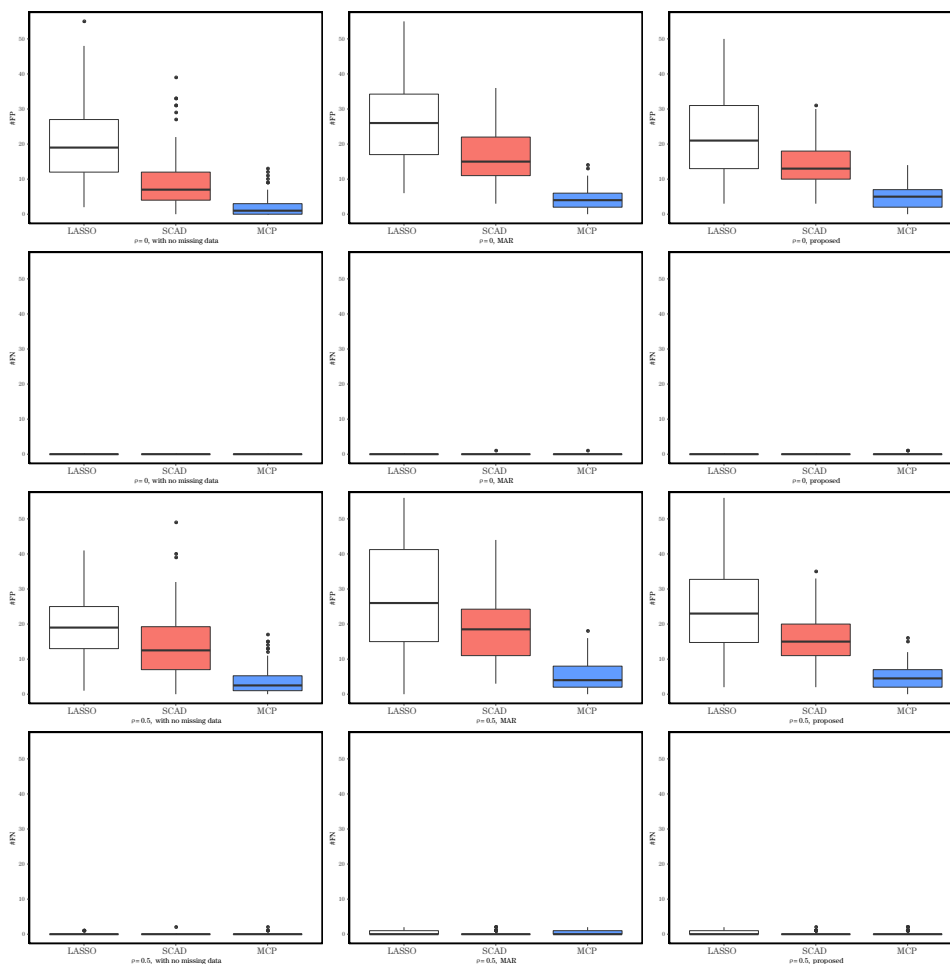 50
40
30
20
10
0
#FP
LASSO SCAD MCP
ρ=0, with no missing data
50
40
30
20
10
0
#FP
LASSO SCAD MCP
ρ=0, MAR
50
40
30
20
10
0
#FP
LASSO SCAD MCP
ρ=0, proposed
50
40
30
20
10
0
#FN
LASSO SCAD MCP
ρ=0, with no missing data
50
40
30
20
10
0
#FN
LASSO SCAD MCP
ρ=0, MAR
50
40
30
20
10
0
#FN
LASSO SCAD MCP
ρ=0, proposed
50
40
30
20
10
0
#FP
LASSO SCAD MCP
ρ=0.5, with no missing data
50
40
30
20
10
0
#FP
LASSO SCAD MCP
ρ=0.5, MAR
50
40
30
20
10
0
#FP
LASSO SCAD MCP
ρ=0.5, proposed
50
40
30
20
10
0
#FN
LASSO SCAD MCP
ρ=0.5, with no missing data
50
40
30
20
10
0
#FN
LASSO SCAD MCP
ρ=0.5, MAR
50
40
30
20
10
0
#FN
LASSO SCAD MCP
ρ=0.5, proposed